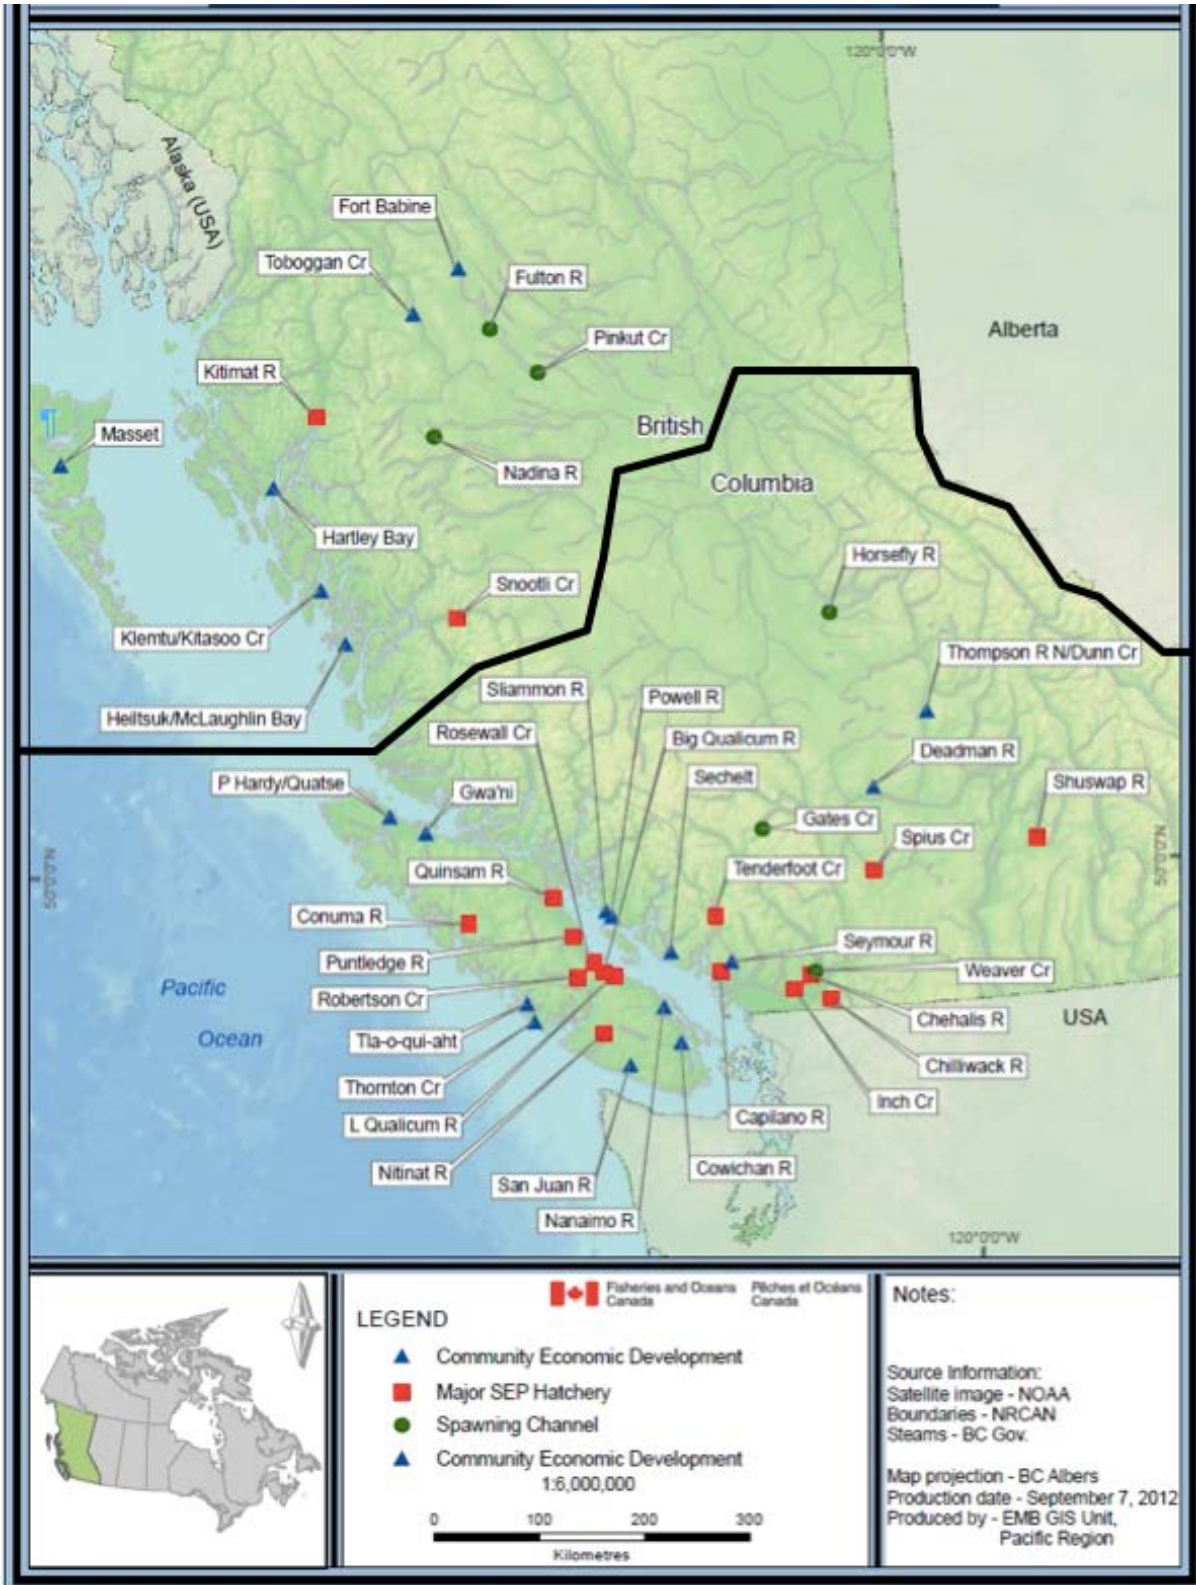 120°0'0"W
Alaska (USA)
Fort Babine
Toboggan Cr
Fulton R
Alberta
Pinkut Cr
Kitimat R
¶
Masset
British
Nadina R
Columbia
Hartley Bay
Horsefly R
Snootli Cr
Klemtu/Kitasoo Cr
Thompson R N/Dunn Cr
Sliammon R
Powell R
Heiltsuk/McLaughlin Bay
Rosewall Cr
Big Qualicum R
Deadman R
P Hardy/Quatse
Gwa'ni
Sechelt
Shuswap R
Gates Cr
Spius Cr
50°0'0"N
50°0'0"N
Quinsam R
Tenderfoot Cr
Conuma R
Seymour R
Puntledge R
Weaver Cr
Pacific
Robertson Cr
Chehalis R
USA
Ocean
Tla-o-qui-aht
Chilliwack R
Thornton Cr
Inch Cr
L Qualicum R
Capilano R
Nitinat R
Cowichan R
San Juan R
Nanaimo R
120°0'0"W
Fisheries and Oceans
Canada
Pêches et Océans
Canada
LEGEND
Community Economic Development
Major SEP Hatchery
Spawning Channel
Community Economic Development
1:6,000,000
0 100 200 300
Kilometres
Notes:
Source Information:
Satellite image - NOAA
Boundaries - NRCAN
Steams - BC Gov.
Map projection - BC Albers
Production date - September 7, 2012
Produced by - EMB GIS Unit,
Pacific Region